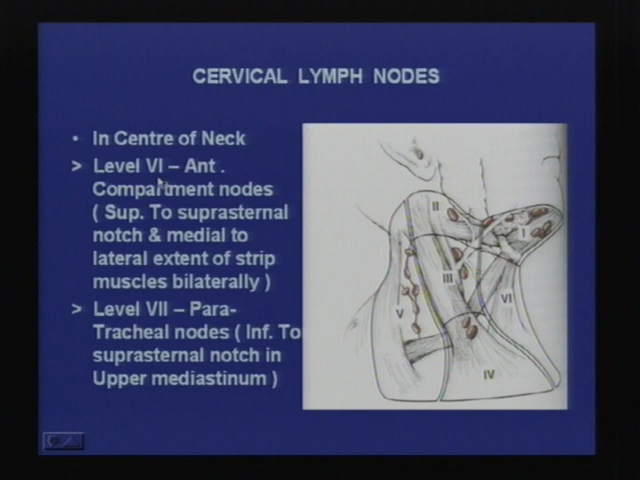 CERVICAL LYMPH NODES
• In Centre of Neck
> Level VI – Ant .
Compartment nodes
( Sup. To suprasternal
notch & medial to
lateral extent of strip
muscles bilaterally )
> Level VII – Para-
Tracheal nodes ( Inf. To
suprasternal notch in
Upper mediastinum )
II
I
III
VI
V
IV